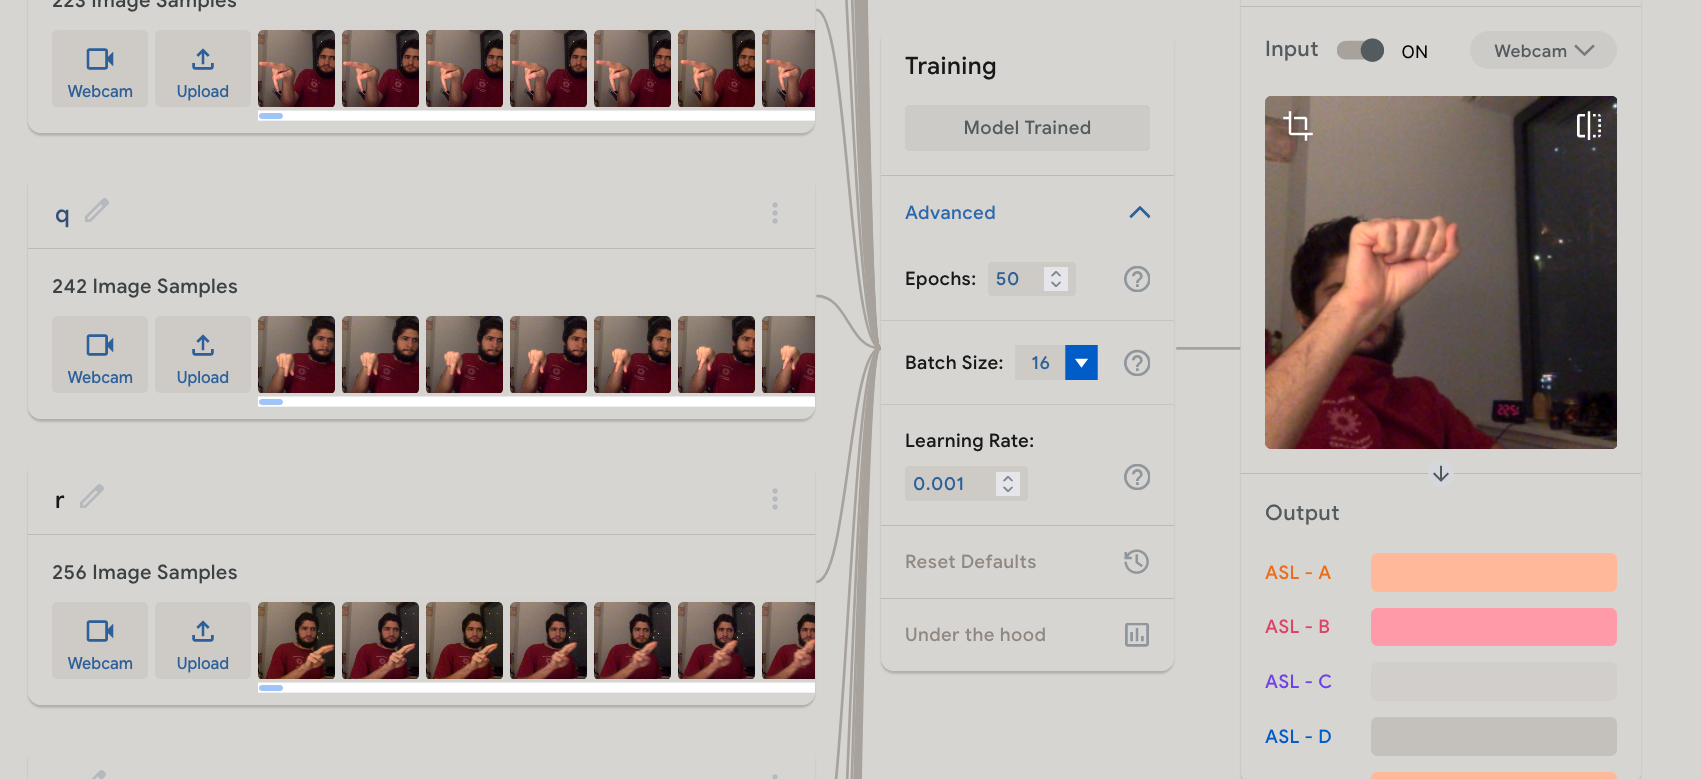 223 Image Samples
Webcam
Upload
q
242 Image Samples
Webcam
Upload
r
256 Image Samples
Webcam
Upload
Training
Model Trained
Advanced
Epochs: 50
Batch Size: 16
Learning Rate:
0.001
Reset Defaults
Under the hood
Input ON Webcam
Output
ASL - A
ASL - B
ASL - C
ASL - D